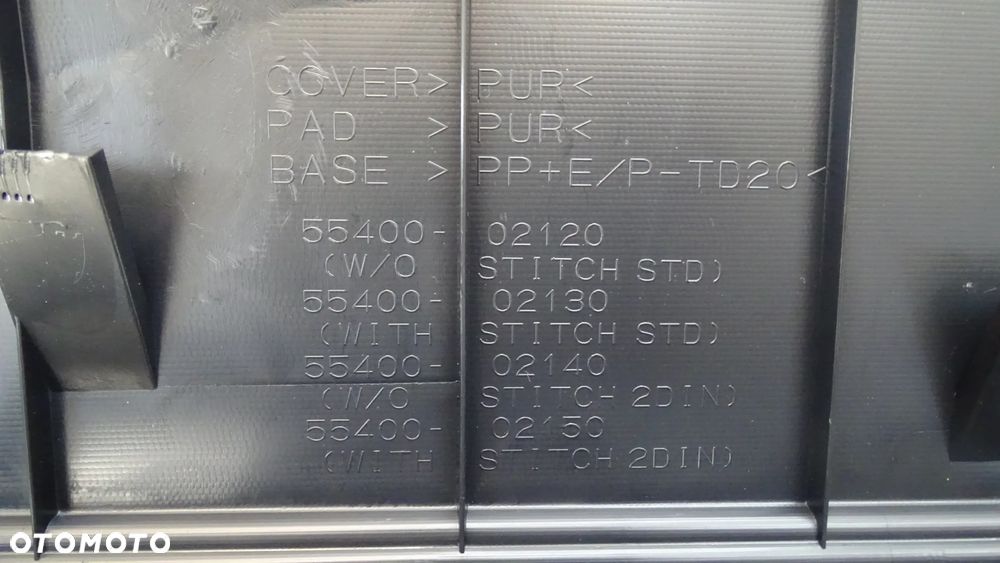 COVER> PUR<
PAD > PUR<
BASE > PP+E/P-TD20<
55400- 02120
(W/O STITCH STD)
55400- 02130
(WITH STITCH STD)
55400- 02140
(W/O STITCH 2DIN)
55400- 02150
(WITH STITCH 2DIN)
OTOMOTO